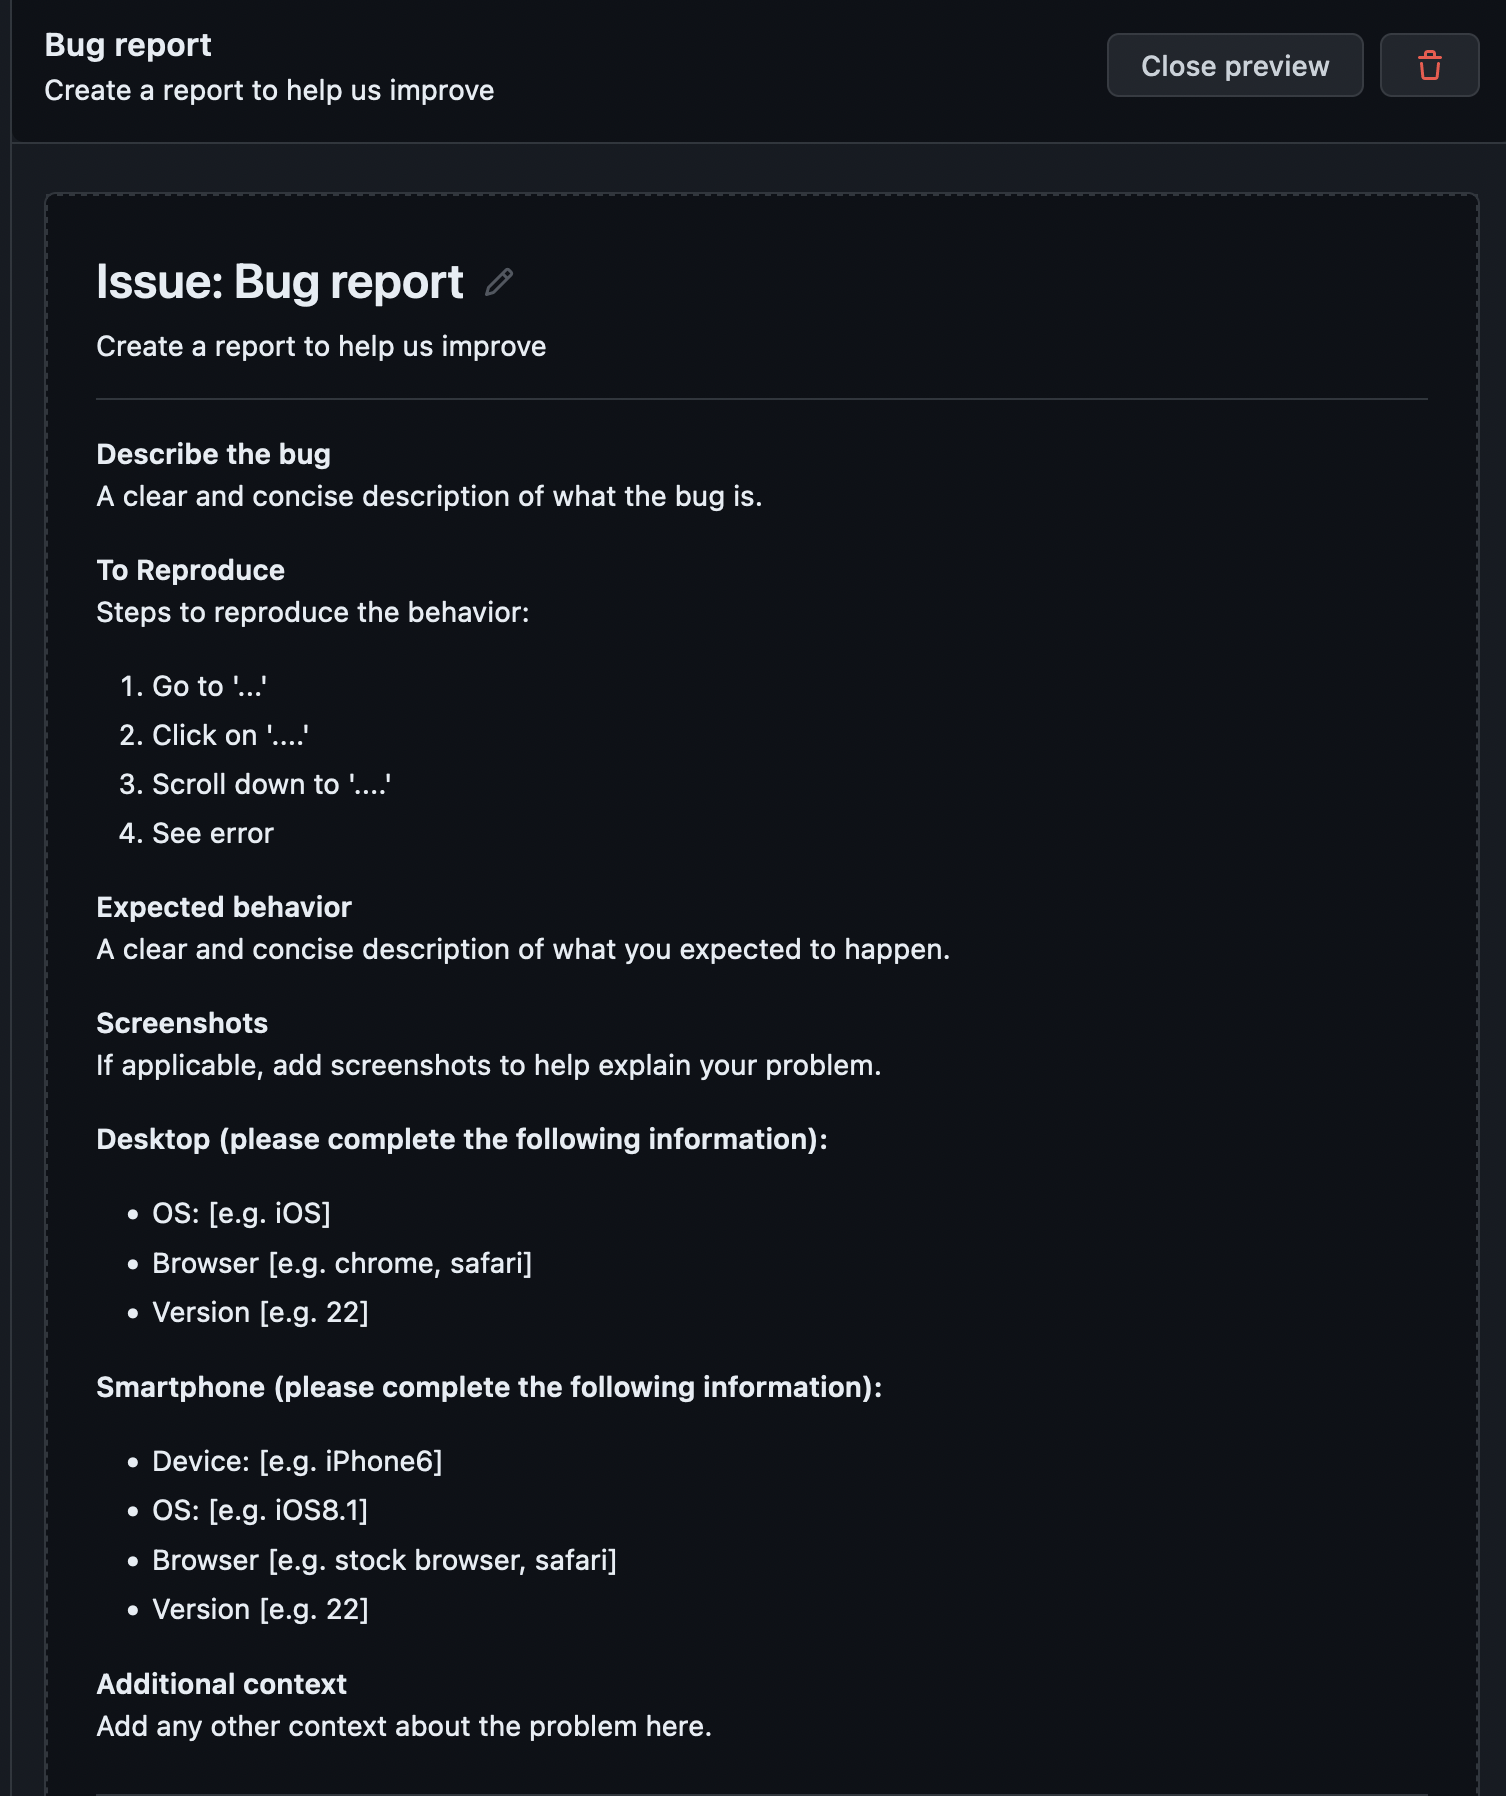 Bug report
Create a report to help us improve
Close preview
Issue: Bug report
Create a report to help us improve
Describe the bug
A clear and concise description of what the bug is.
To Reproduce
Steps to reproduce the behavior:
1. Go to '...'
2. Click on '....'
3. Scroll down to '....'
4. See error
Expected behavior
A clear and concise description of what you expected to happen.
Screenshots
If applicable, add screenshots to help explain your problem.
Desktop (please complete the following information):
• OS: [e.g. iOS]
• Browser [e.g. chrome, safari]
• Version [e.g. 22]
Smartphone (please complete the following information):
• Device: [e.g. iPhone6]
• OS: [e.g. iOS8.1]
• Browser [e.g. stock browser, safari]
• Version [e.g. 22]
Additional context
Add any other context about the problem here.